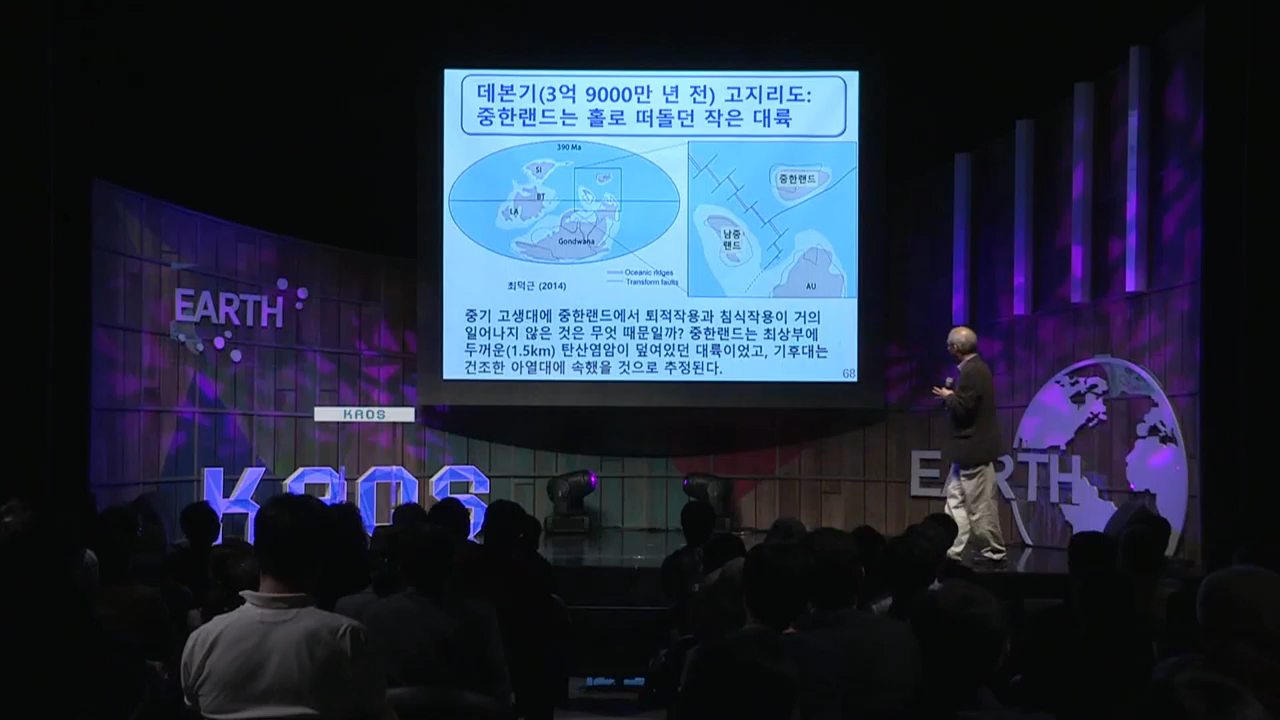 데본기(3억 9000만 년 전) 고지리도:
중한랜드는 홀로 떠돌던 작은 대륙
390 Ma
SI
BT
LA
Gondwana
중한랜드
남중
랜드
AU
Oceanic ridges
Transform faults
최덕근 (2014)
중기 고생대에 중한랜드에서 퇴적작용과 침식작용이 거의
일어나지 않은 것은 무엇 때문일까? 중한랜드는 최상부에
두꺼운(1.5km) 탄산염암이 덮여있던 대륙이었고, 기후대는
건조한 아열대에 속했을 것으로 추정된다.
68
EARTH
KAOS
KAOS
EARTH